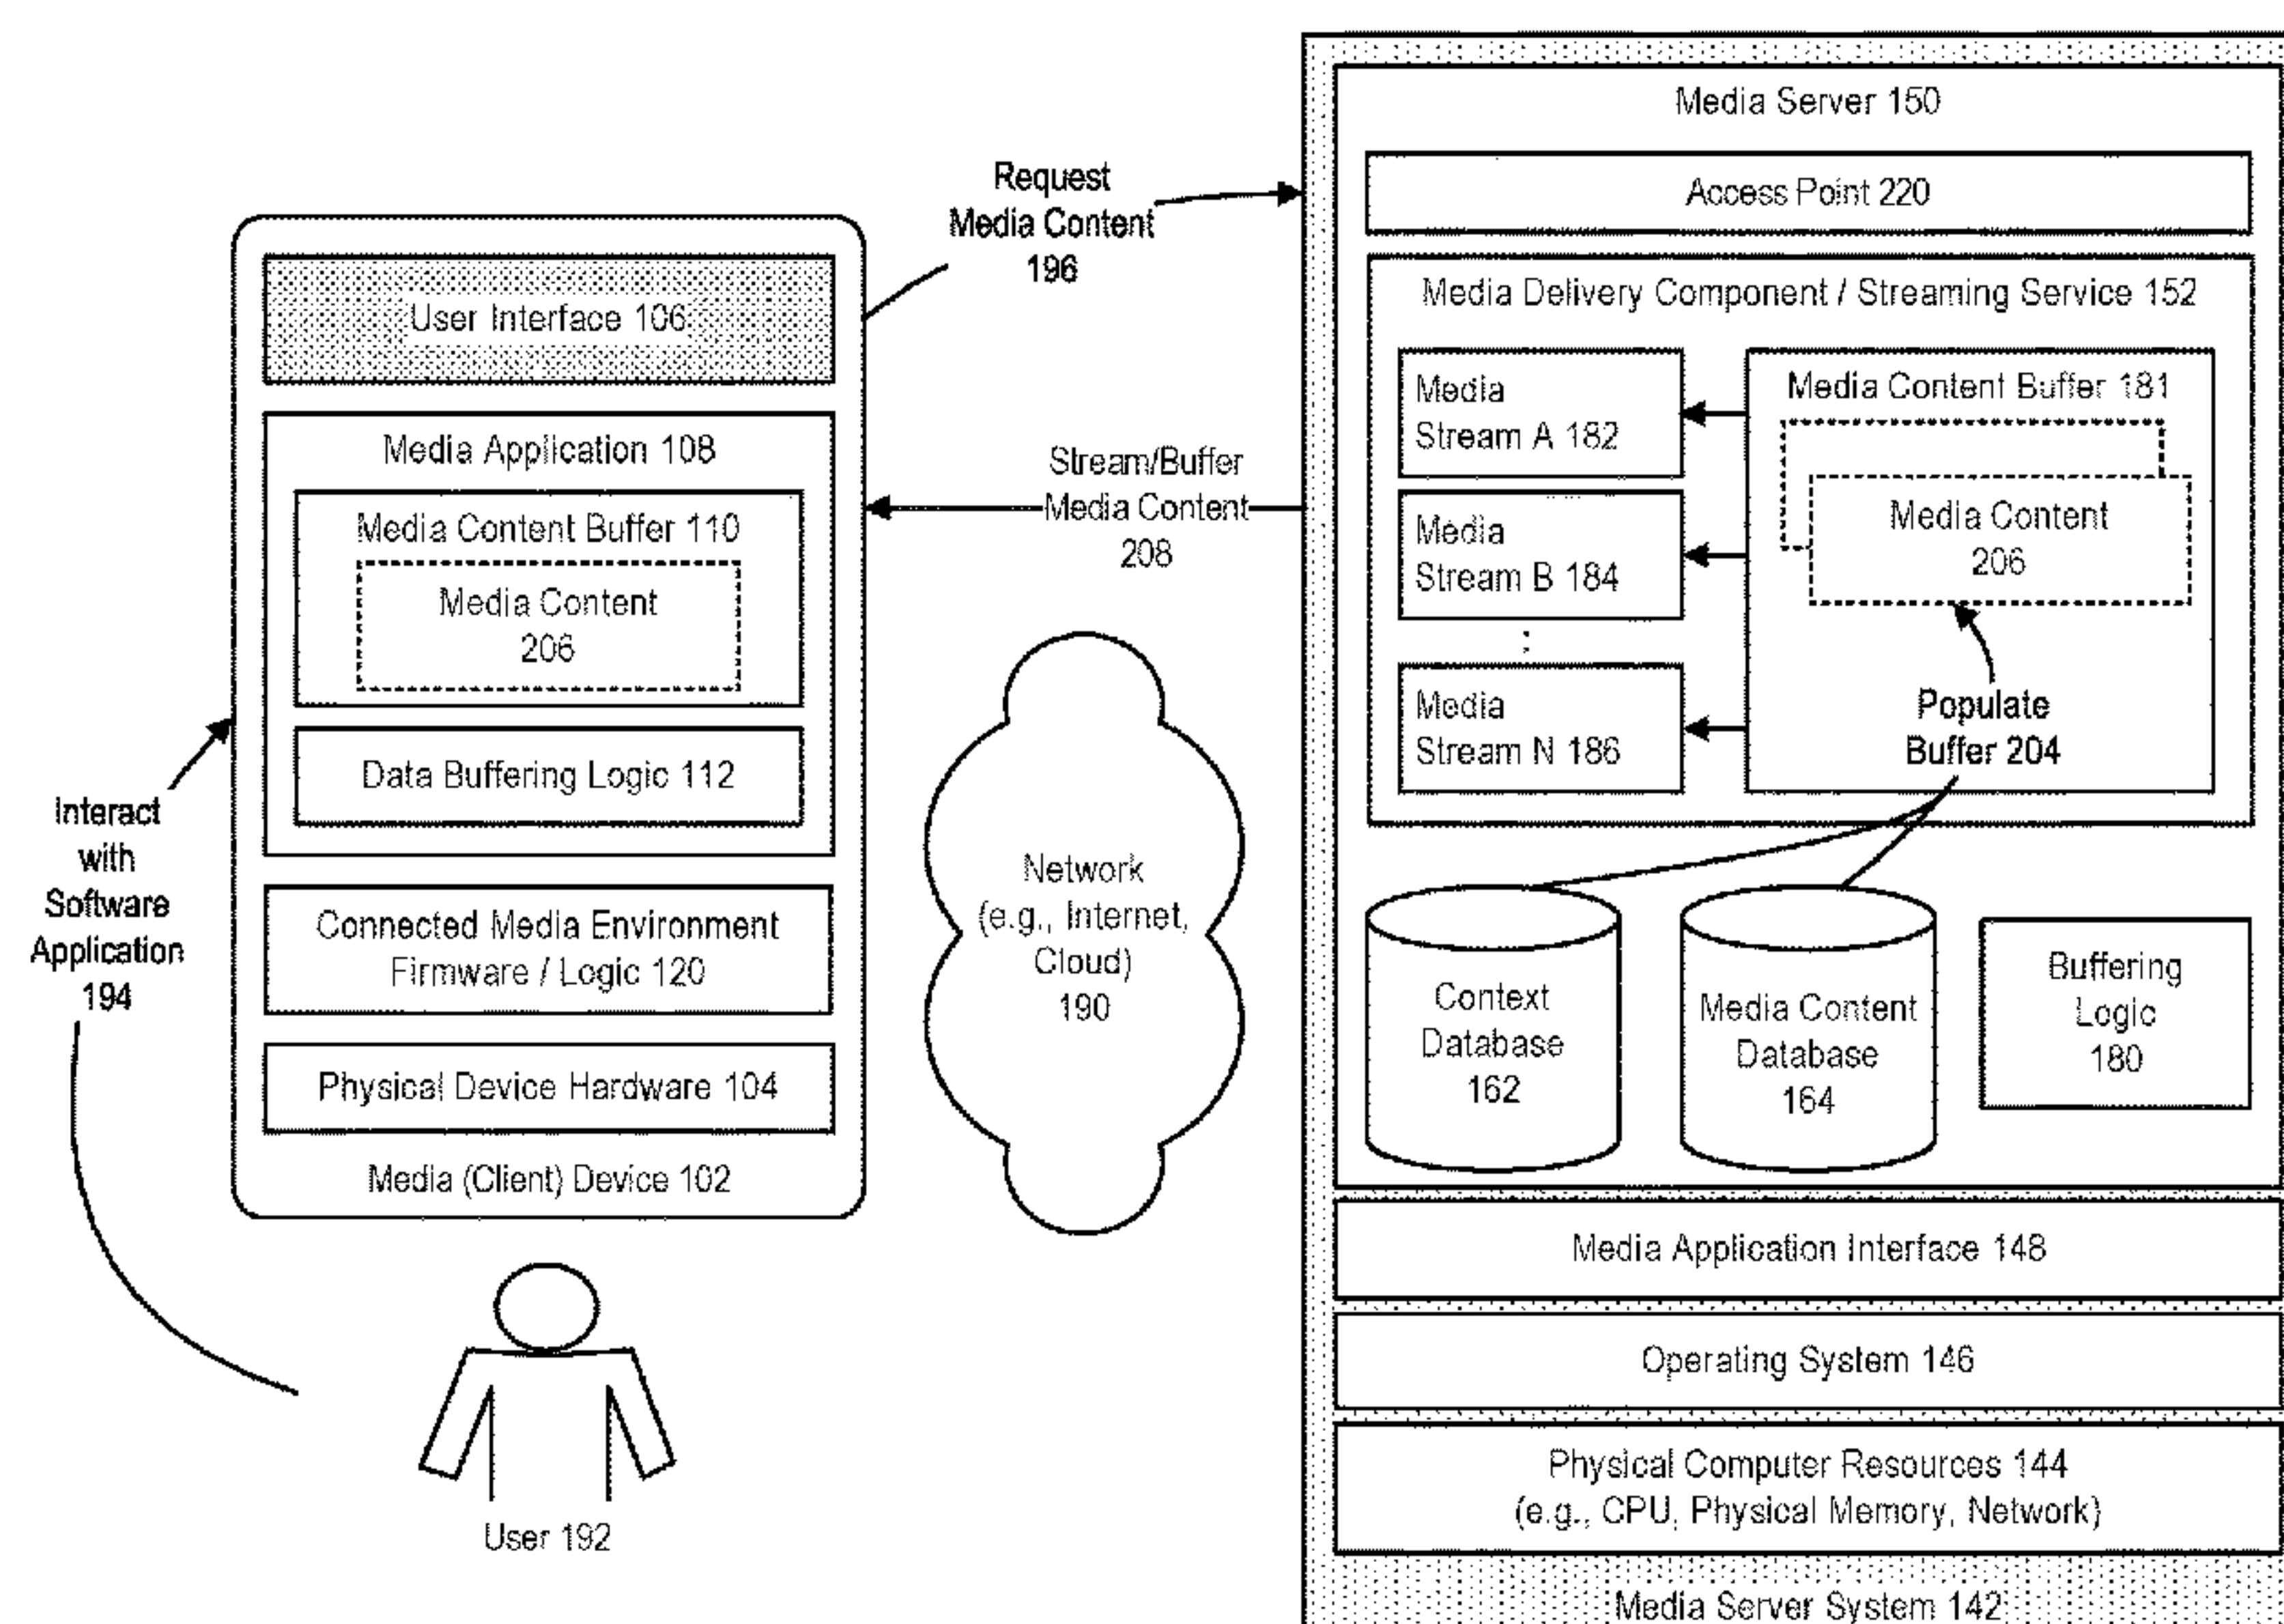 Interact
with
Software
Application
194
User Interface 106
Media Application 108
Media Content Buffer 110
Media Content
206
Data Buffering Logic 112
Connected Media Environment
Firmware / Logic 120
Physical Device Hardware 104
Media (Client) Device 102
User 192
Request
Media Content
196
Stream/Buffer
Media Content
208
Network
(e.g., Internet,
Cloud)
190
Media Server 150
Access Point 220
Media Delivery Component / Streaming Service 152
Media
Stream A 182
Media
Stream B 184
Media
Stream N 186
Media Content Buffer 181
Media Content
206
Populate
Buffer 204
Context
Database
162
Media Content
Database
164
Buffering
Logic
180
Media Application Interface 148
Operating System 146
Physical Computer Resources 144
(e.g., CPU, Physical Memory, Network)
Media Server System 142